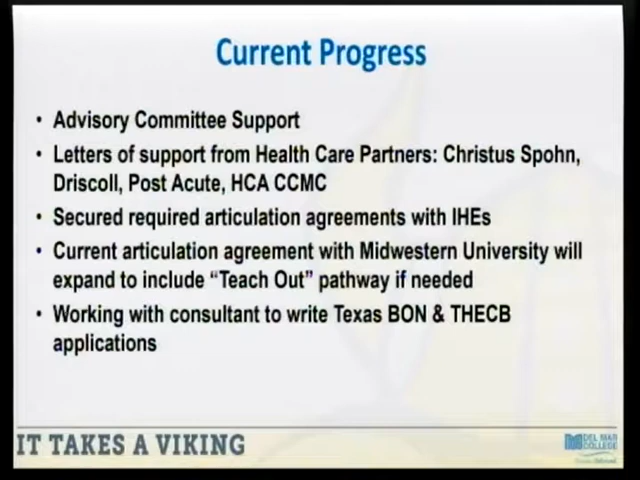 Current Progress
• Advisory Committee Support
• Letters of support from Health Care Partners: Christus Spohn,
Driscoll, Post Acute, HCA CCMC
• Secured required articulation agreements with IHEs
• Current articulation agreement with Midwestern University will
expand to include “Teach Out” pathway if needed
• Working with consultant to write Texas BON & THECB
applications
IT TAKES A VIKING
DEL MAR
COLLEGE